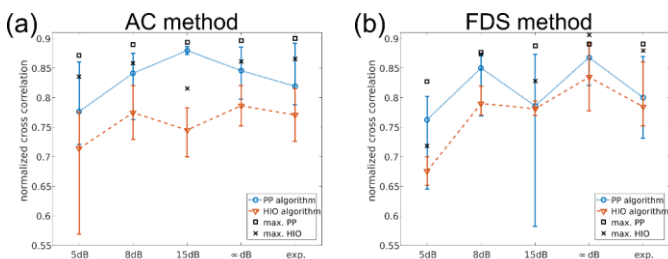 (a) AC method
normalized cross correlation
0.9
0.85
0.8
0.75
0.7
0.65
0.6
0.55
5dB 8dB 15dB ∞ dB exp.
PP algorithm
HIO algorithm
max. PP
max. HIO
(b) FDS method
normalized cross correlation
0.9
0.85
0.8
0.75
0.7
0.65
0.6
0.55
5dB 8dB 15dB ∞ dB exp.
PP algorithm
HIO algorithm
max. PP
max. HIO